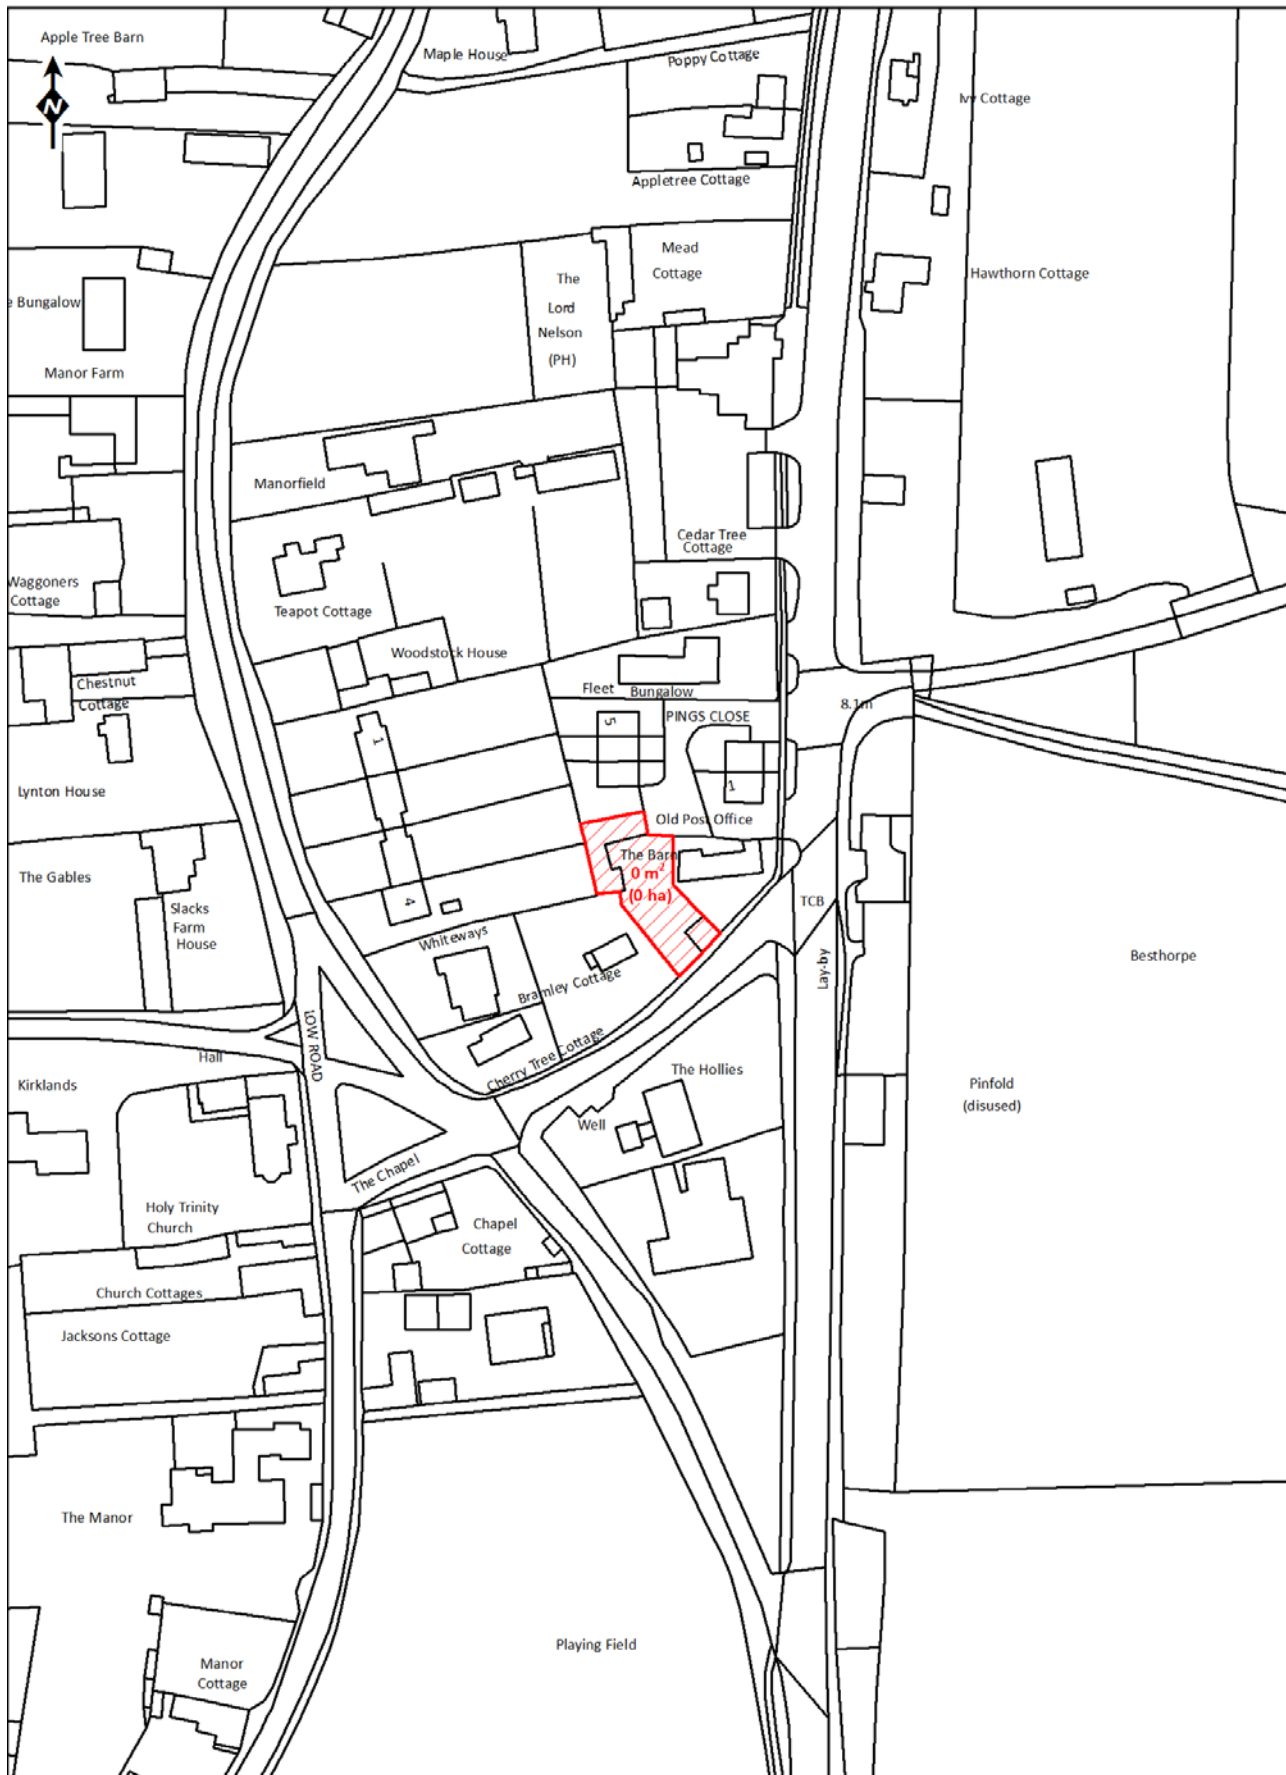 Apple Tree Barn
Maple House
Poppy Cottage
N
Ivy Cottage
Appletree Cottage
Mead
Cottage
The
Lord
Nelson
(PH)
Hawthorn Cottage
e Bungalow
Manor Farm
Manorfield
Cedar Tree
Cottage
Waggoners
Cottage
Teapot Cottage
Woodstock House
Chestnut
Cottage
Fleet Bungalow
8.1m
5
PINGS CLOSE
1
1
Lynton House
Old Post Office
The Barn
0 m²
(0 ha)
The Gables
Slacks
Farm
House
4
TCB
Whiteways
Lay-by
Besthorpe
Bramley Cottage
LOW ROAD
Hall
Cherry Tree Cottage
The Hollies
Kirklands
Pinfold
(disused)
Well
The Chapel
Holy Trinity
Church
Chapel
Cottage
Church Cottages
Jacksons Cottage
The Manor
Playing Field
Manor
Cottage